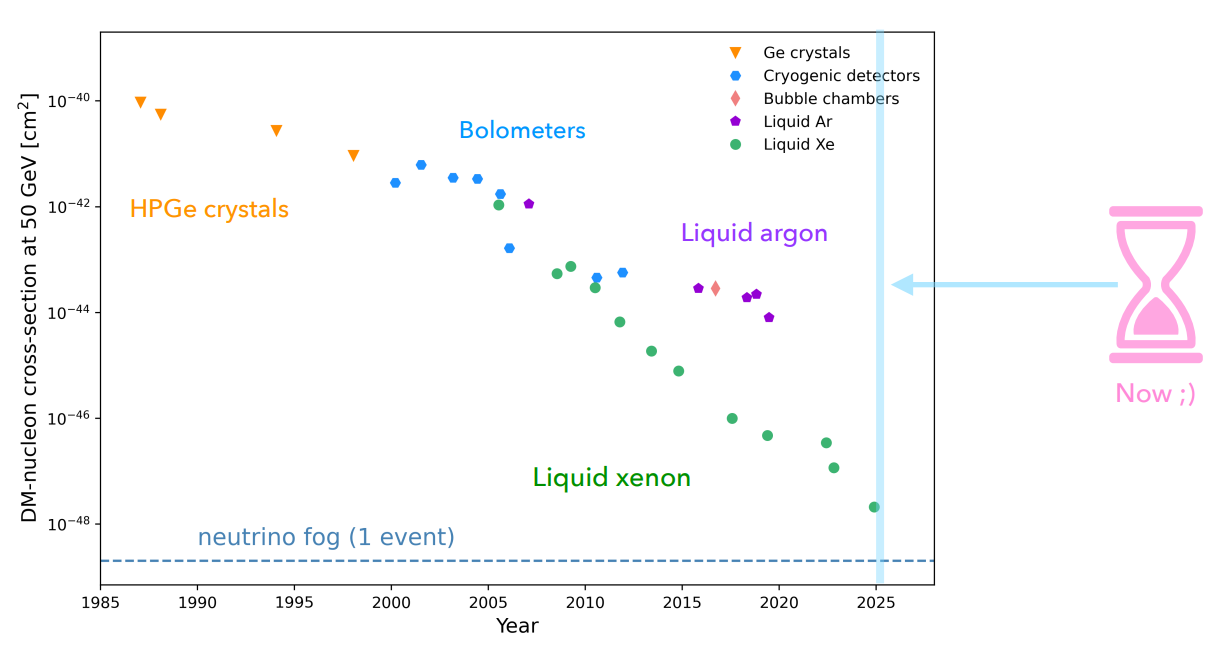 Ge crystals
Cryogenic detectors
Bubble chambers
Liquid Ar
Liquid Xe
Bolometers
HPGe crystals
Liquid argon
Liquid xenon
neutrino fog (1 event)
Now ;)
DM-nucleon cross-section at 50 GeV [cm²]
10⁻⁴⁰
10⁻⁴²
10⁻⁴⁴
10⁻⁴⁶
10⁻⁴⁸
1985 1990 1995 2000 2005 2010 2015 2020 2025
Year